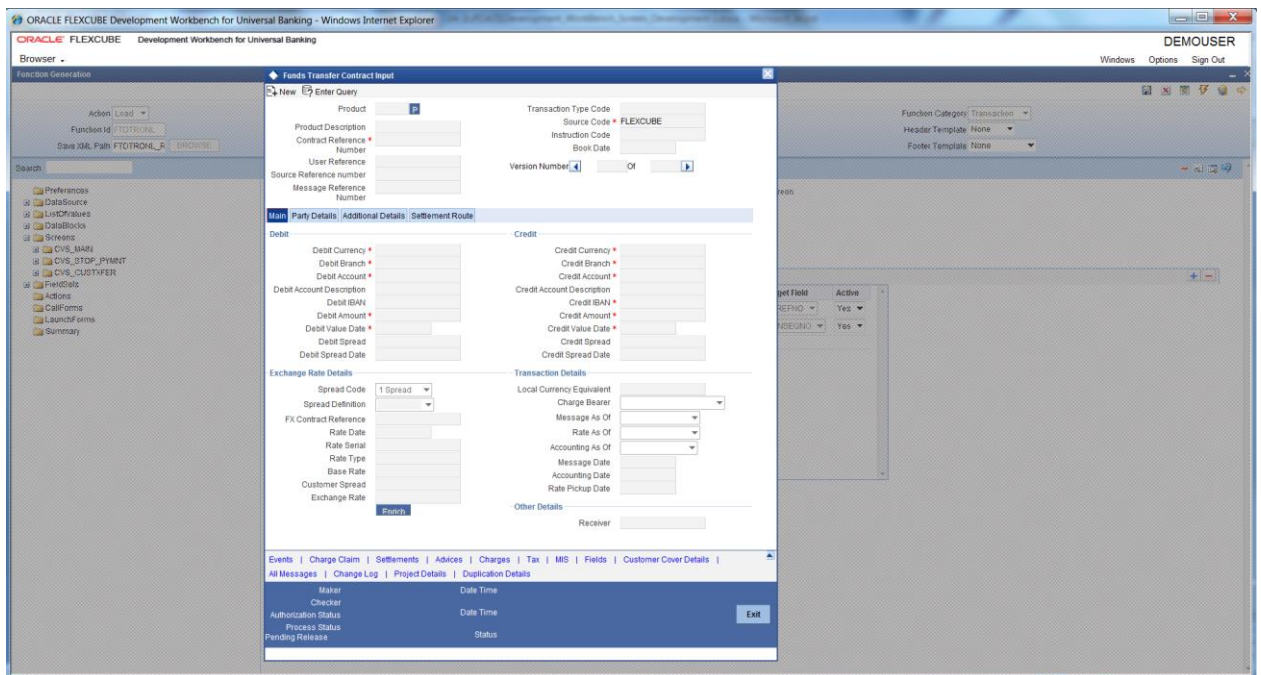 ORACLE FLEXCUBE Development Workbench for Universal Banking - Windows Internet Explorer
ORACLE FLEXCUBE Development Workbench for Universal Banking
DEMOUSER
Browser
Windows Options Sign Out
Function Generation
Action Load
Function Id FTDTRONL
Save XML Path FTDTRONL_R BROWSE
Function Category Transaction
Header Template None
Footer Template None
Search
Preferences
DataSource
ListOfValues
DataBlocks
Screens
CVS_MAIN
CVS_STOP_PYMNT
CVS_CUSTXFER
FieldSets
Actions
CallForms
LaunchForms
Summary
Funds Transfer Contract Input
New Enter Query
Product P
Product Description
Contract Reference *
Number
User Reference
Source Reference number
Message Reference
Number
Transaction Type Code
Source Code * FLEXCUBE
Instruction Code
Book Date
Version Number Of
Main Party Details Additional Details Settlement Route
Debit
Debit Currency *
Debit Branch *
Debit Account *
Debit Account Description
Debit IBAN
Debit Amount *
Debit Value Date *
Debit Spread
Debit Spread Date
Credit
Credit Currency *
Credit Branch *
Credit Account *
Credit Account Description
Credit IBAN *
Credit Amount *
Credit Value Date *
Credit Spread
Credit Spread Date
Exchange Rate Details
Spread Code 1 Spread
Spread Definition
FX Contract Reference
Rate Date
Rate Serial
Rate Type
Base Rate
Customer Spread
Exchange Rate
Enrich
Transaction Details
Local Currency Equivalent
Charge Bearer
Message As Of
Rate As Of
Accounting As Of
Message Date
Accounting Date
Rate Pickup Date
Other Details
Receiver
Events | Charge Claim | Settlements | Advices | Charges | Tax | MIS | Fields | Customer Cover Details |
All Messages | Change Log | Project Details | Duplication Details
Maker Date Time
Checker
Authorization Status Date Time
Process Status
Pending Release Status
Exit
get Field Active
REFNO Yes
Yes